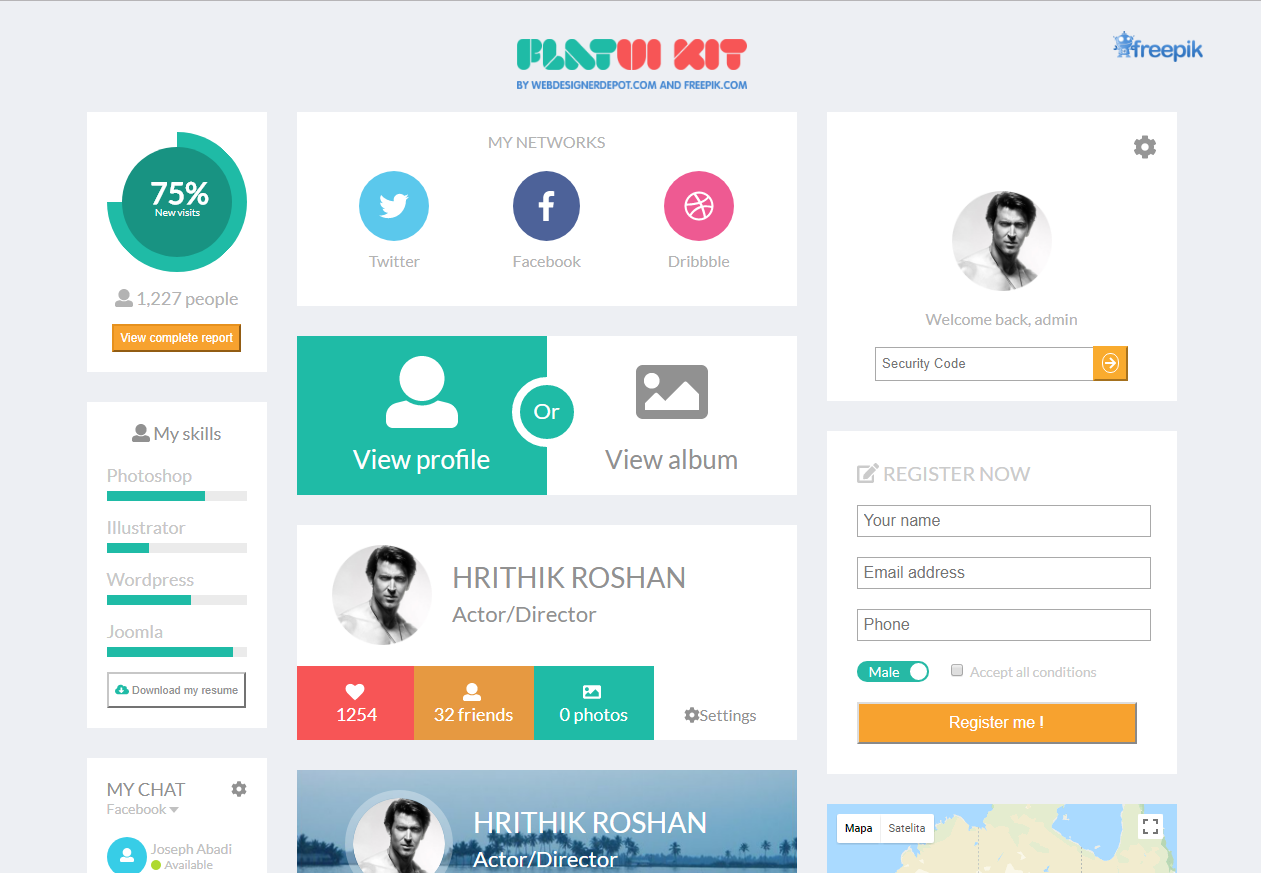 FLATUI KIT
BY WEBDESIGNERDEPOT.COM AND FREEPIK.COM
freepik
75%
New visits
1,227 people
View complete report
My skills
Photoshop
Illustrator
Wordpress
Joomla
Download my resume
MY CHAT
Facebook
Joseph Abadi
Available
MY NETWORKS
Twitter
Facebook
Dribbble
View profile
Or
View album
HRITHIK ROSHAN
Actor/Director
1254
32 friends
0 photos
Settings
HRITHIK ROSHAN
Actor/Director
Welcome back, admin
Security Code
REGISTER NOW
Your name
Email address
Phone
Male
Accept all conditions
Register me !
Mapa
Satelita